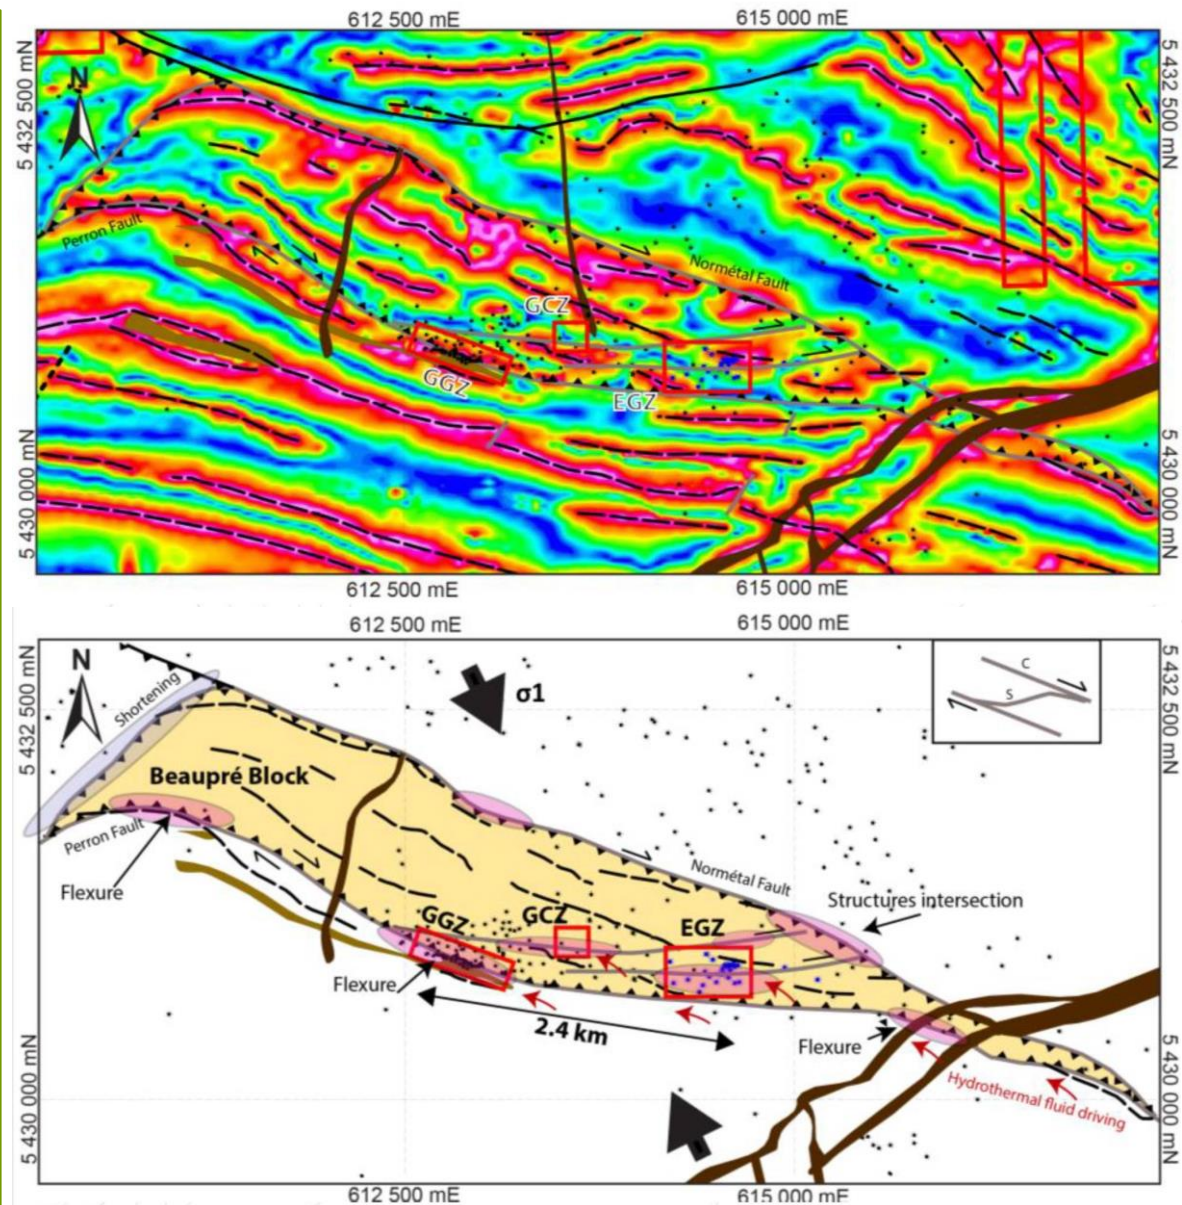 612 500 mE
615 000 mE
5 432 500 mN
5 432 500 mN
N
Perron Fault
Normétal Fault
GCZ
GGZ
EGZ
5 430 000 mN
5 430 000 mN
612 500 mE
615 000 mE
612 500 mE
615 000 mE
5 432 500 mN
5 432 500 mN
N
Shortening
σ1
C
S
Beaupré Block
Perron Fault
Flexure
Normétal Fault
Structures intersection
GGZ
GCZ
EGZ
Flexure
2.4 km
Flexure
Hydrothermal fluid driving
5 430 000 mN
5 430 000 mN
612 500 mE
615 000 mE